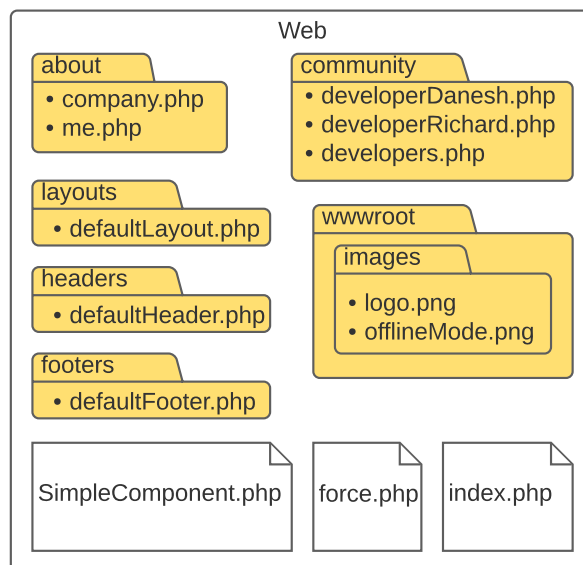 Web
about
• company.php
• me.php
community
• developerDanesh.php
• developerRichard.php
• developers.php
layouts
• defaultLayout.php
wwwroot
images
• logo.png
• offlineMode.png
headers
• defaultHeader.php
footers
• defaultFooter.php
SimpleComponent.php
force.php
index.php